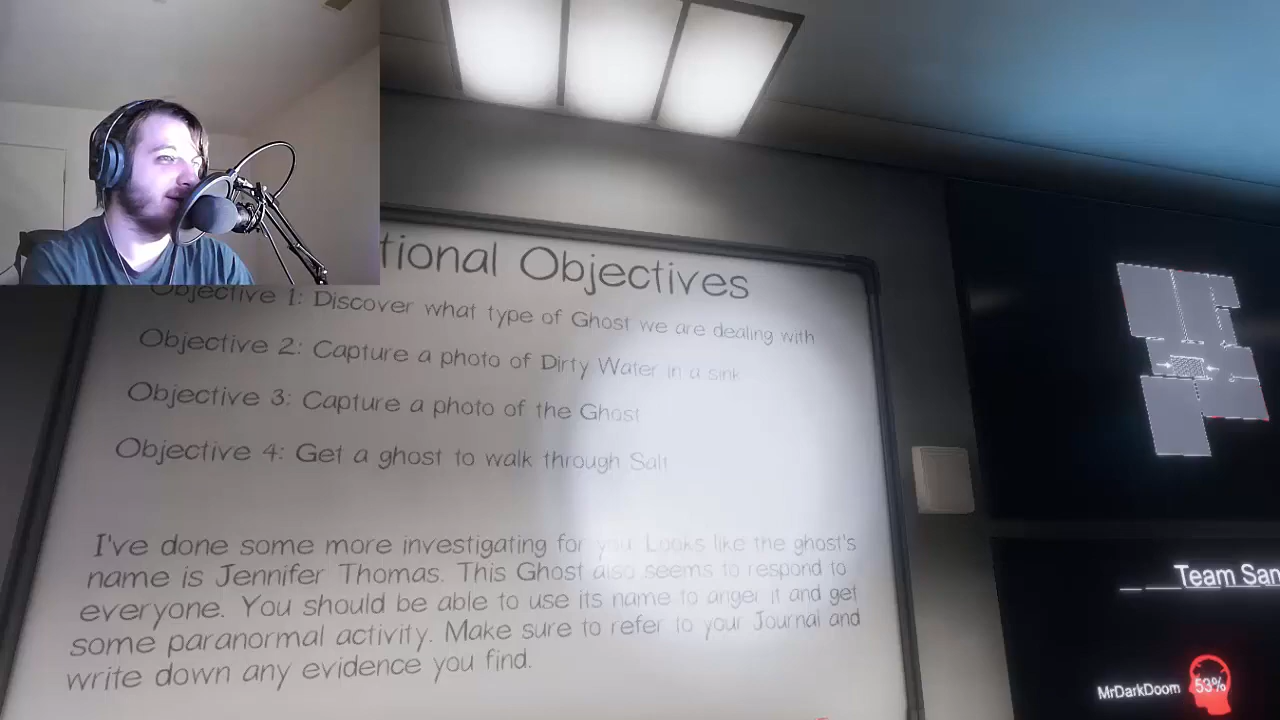 tional Objectives
Objective 1: Discover what type of Ghost we are dealing with
Objective 2: Capture a photo of Dirty Water in a sink
Objective 3: Capture a photo of the Ghost
Objective 4: Get a ghost to walk through Salt
I've done some more investigating for you. Looks like the ghost's
name is Jennifer Thomas. This Ghost also seems to respond to
everyone. You should be able to use its name to anger it and get
some paranormal activity. Make sure to refer to your Journal and
write down any evidence you find.
Team San
MrDarkDoom 53%